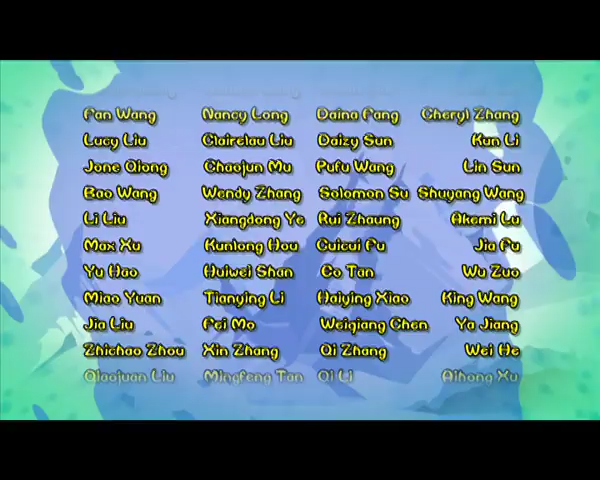 Fan Wang Nancy Long Daina Fang Cheryl Zhang
Lucy Liu Clairelau Liu Daizy Sun Kun Li
Jone Qiong Chaojun Mu Fufu Wang Lin Sun
Bao Wang Wendy Zhang Solomon Su Shuyang Wang
Li Liu Xiangdong Ye Rui Zhaung Akemi Lu
Max Xu Kunlong Hou Cuicui Fu Jia Fu
Yu Hao Huiwei Shan Co Tan Wu Zuo
Miao Yuan Tianying Li Haiying Xiao King Wang
Jia Liu Fei Mo Weiqiang Chen Ya Jiang
Zhichao Zhou Xin Zhang Qi Zhang Wei He
Qiaojuan Liu Mingfeng Tan Qi Li Aihong Xu